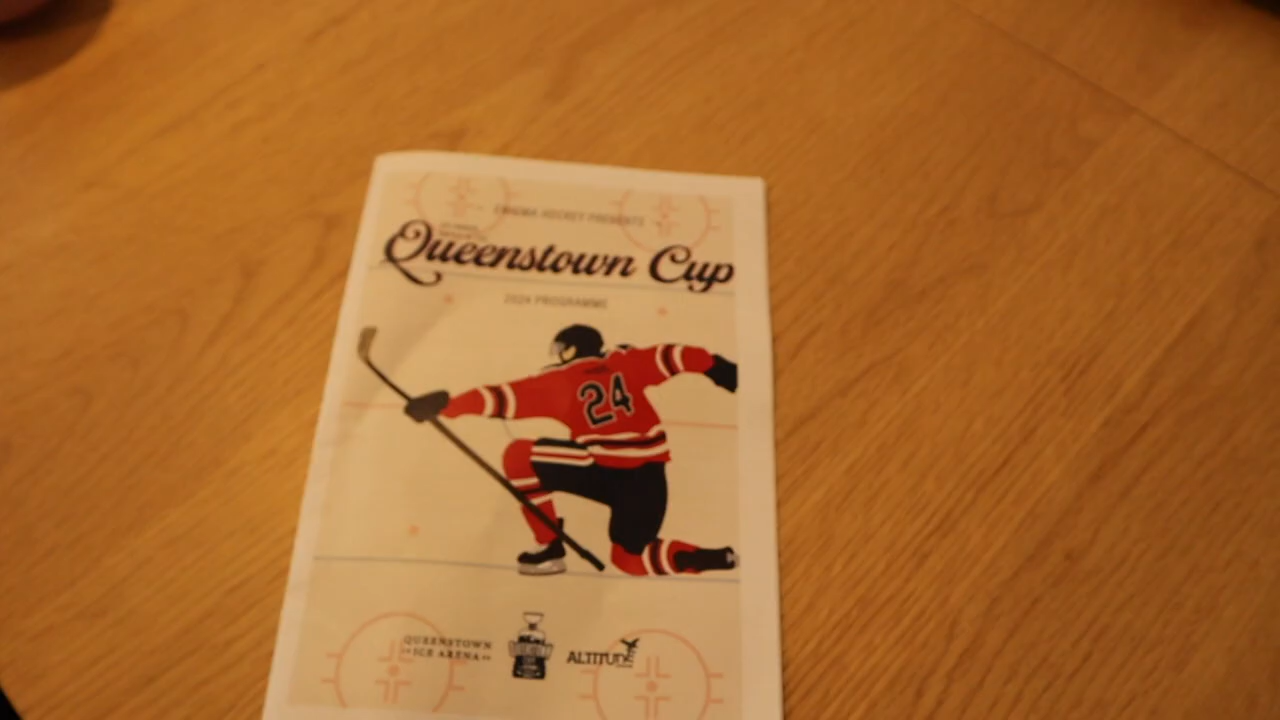 HOCKEY PRESENTS
Queenstown Cup
2024 PROGRAMME
24
QUEENSTOWN
ICE ARENA
ALTITUDE